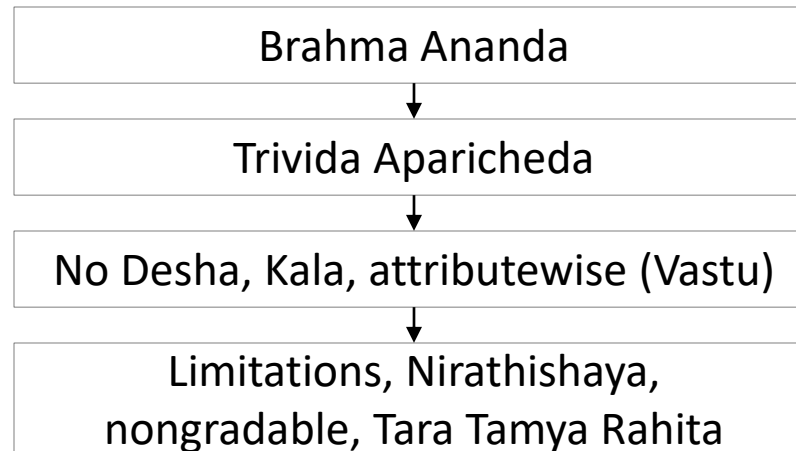 Brahma Ananda
Trivida Aparicheda
No Desha, Kala, attributewise (Vastu)
Limitations, Nirathishaya,
nongradable, Tara Tamya Rahita